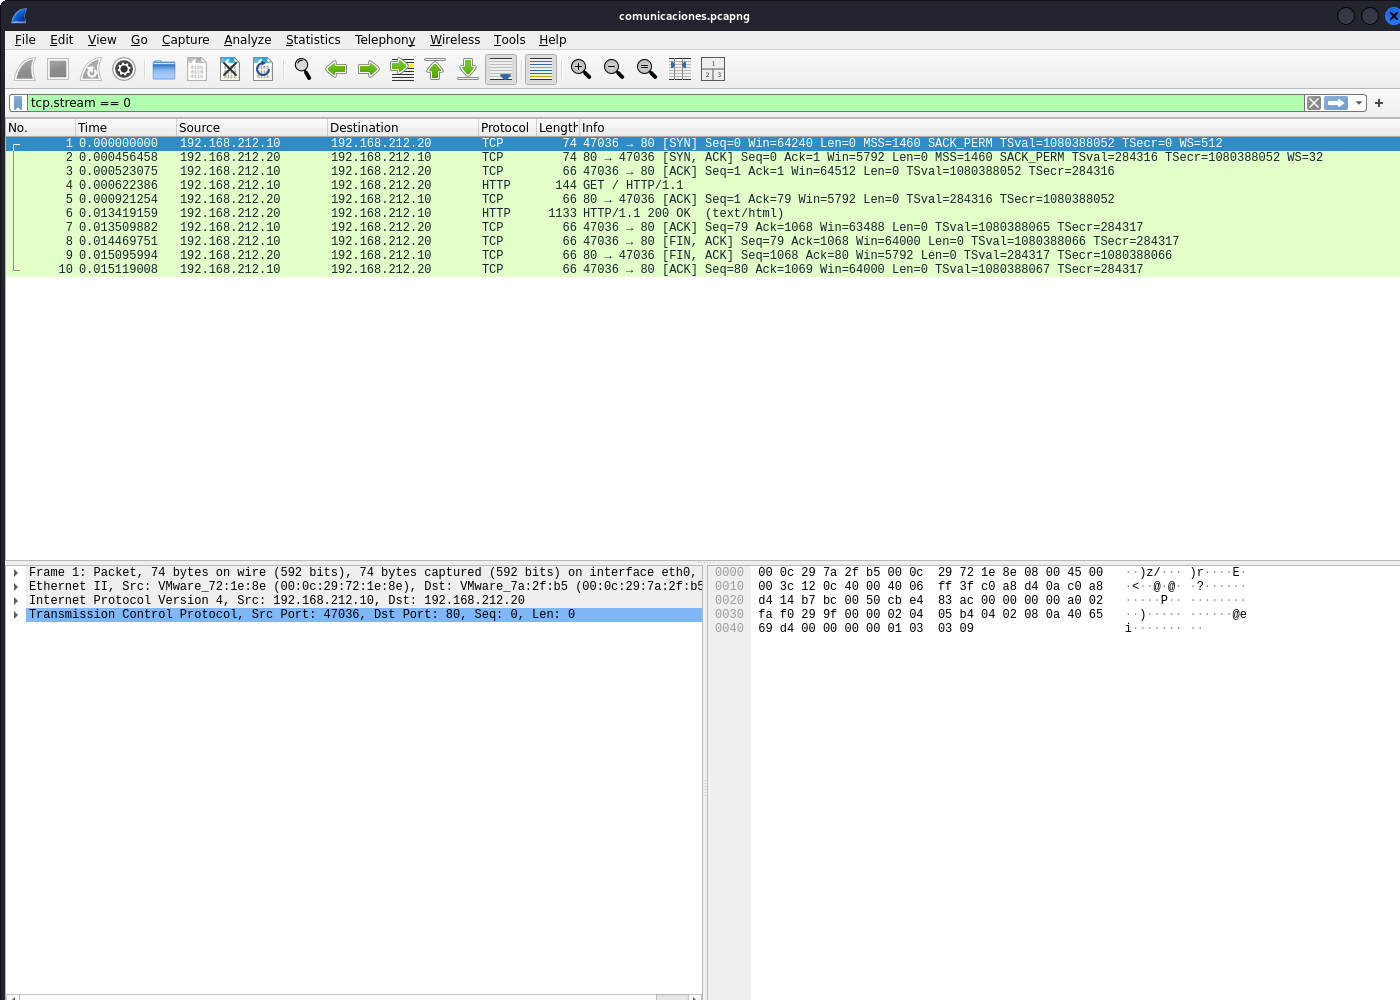 comunicaciones.pcapng
File Edit View Go Capture Analyze Statistics Telephony Wireless Tools Help
tcp.stream == 0
No. Time Source Destination Protocol Length Info
1 0.000000000 192.168.212.10 192.168.212.20 TCP 74 47036 → 80 [SYN] Seq=0 Win=64240 Len=0 MSS=1460 SACK_PERM TSval=1080388052 TSecr=0 WS=512
2 0.000456458 192.168.212.20 192.168.212.10 TCP 74 80 → 47036 [SYN, ACK] Seq=0 Ack=1 Win=5792 Len=0 MSS=1460 SACK_PERM TSval=284316 TSecr=1080388052 WS=32
3 0.000523075 192.168.212.10 192.168.212.20 TCP 66 47036 → 80 [ACK] Seq=1 Ack=1 Win=64512 Len=0 TSval=1080388052 TSecr=284316
4 0.000622386 192.168.212.10 192.168.212.20 HTTP 144 GET / HTTP/1.1
5 0.000921254 192.168.212.20 192.168.212.10 TCP 66 80 → 47036 [ACK] Seq=1 Ack=79 Win=5792 Len=0 TSval=284316 TSecr=1080388052
6 0.013419159 192.168.212.20 192.168.212.10 HTTP 1133 HTTP/1.1 200 OK (text/html)
7 0.013509882 192.168.212.10 192.168.212.20 TCP 66 47036 → 80 [ACK] Seq=79 Ack=1068 Win=63488 Len=0 TSval=1080388065 TSecr=284317
8 0.014469751 192.168.212.10 192.168.212.20 TCP 66 47036 → 80 [FIN, ACK] Seq=79 Ack=1068 Win=64000 Len=0 TSval=1080388066 TSecr=284317
9 0.015095994 192.168.212.20 192.168.212.10 TCP 66 80 → 47036 [FIN, ACK] Seq=1068 Ack=80 Win=5792 Len=0 TSval=284317 TSecr=1080388066
10 0.015119008 192.168.212.10 192.168.212.20 TCP 66 47036 → 80 [ACK] Seq=80 Ack=1069 Win=64000 Len=0 TSval=1080388067 TSecr=284317
Frame 1: Packet, 74 bytes on wire (592 bits), 74 bytes captured (592 bits) on interface eth0,
Ethernet II, Src: VMware_72:1e:8e (00:0c:29:72:1e:8e), Dst: VMware_7a:2f:b5 (00:0c:29:7a:2f:b5
Internet Protocol Version 4, Src: 192.168.212.10, Dst: 192.168.212.20
Transmission Control Protocol, Src Port: 47036, Dst Port: 80, Seq: 0, Len: 0
0000 00 0c 29 7a 2f b5 00 0c 29 72 1e 8e 08 00 45 00 ··)z/··· )r····E·
0010 00 3c 12 0c 40 00 40 06 ff 3f c0 a8 d4 0a c0 a8 ·<··@·@· ·?······
0020 d4 14 b7 bc 00 50 cb e4 83 ac 00 00 00 00 a0 02 ·····P·· ········
0030 fa f0 29 9f 00 00 02 04 05 b4 04 02 08 0a 40 65 ··)····· ······@e
0040 69 d4 00 00 00 00 01 03 03 09 i······· ··